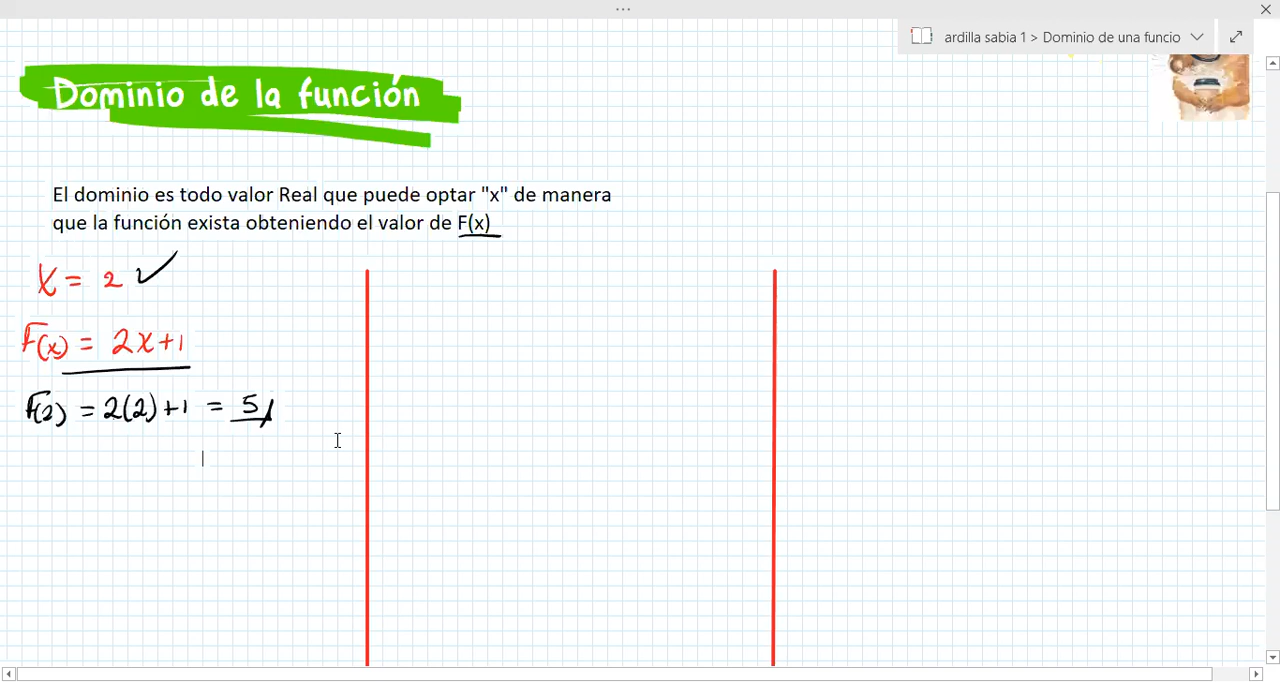 ardilla sabia 1 > Dominio de una funcio
Dominio de la función
El dominio es todo valor Real que puede optar "x" de manera
que la función exista obteniendo el valor de F(x)
X = 2 ✓
F(x) = 2x+1
F(2) = 2(2)+1 = 5